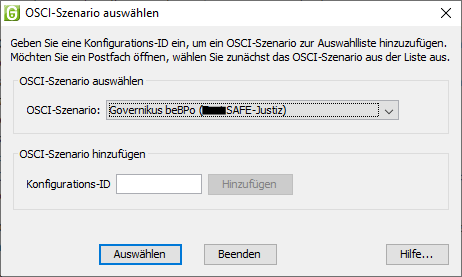 OSCI-Szenario auswählen
Geben Sie eine Konfigurations-ID ein, um ein OSCI-Szenario zur Auswahlliste hinzuzufügen.
Möchten Sie ein Postfach öffnen, wählen Sie zunächst das OSCI-Szenario aus der Liste aus.
OSCI-Szenario auswählen
OSCI-Szenario: Governikus beBPo (SAFE-Justiz)
OSCI-Szenario hinzufügen
Konfigurations-ID Hinzufügen
Auswählen Beenden Hilfe...